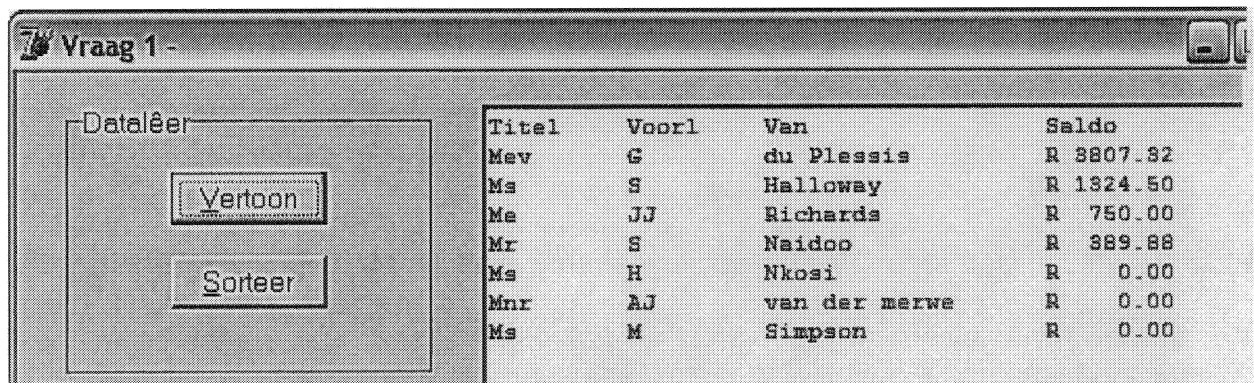 Vraag 1 -
Datalêer
Vertoon
Sorteer
Titel Voorl Van Saldo
Mev G du Plessis R 3807.32
Ms S Halloway R 1324.50
Me JJ Richards R 750.00
Mr S Naidoo R 389.88
Ms H Nkosi R 0.00
Mnr AJ van der merwe R 0.00
Ms M Simpson R 0.00